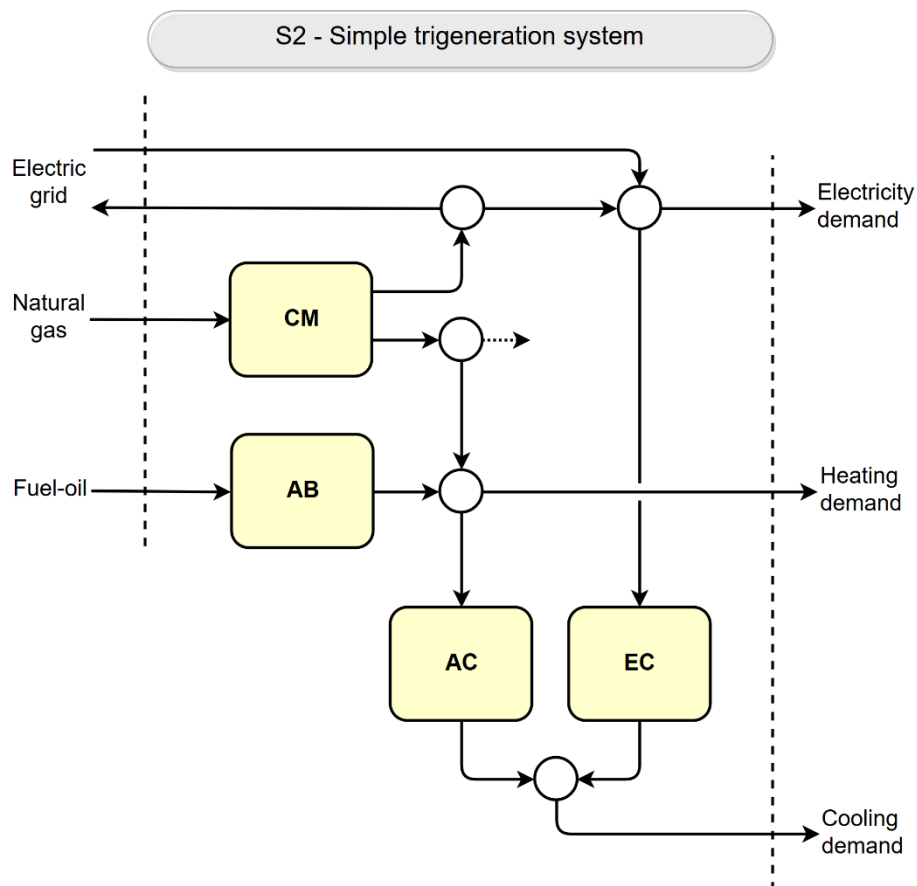 S2 - Simple trigeneration system
Electric
grid
Electricity
demand
Natural
gas
CM
Fuel-oil
AB
Heating
demand
AC
EC
Cooling
demand